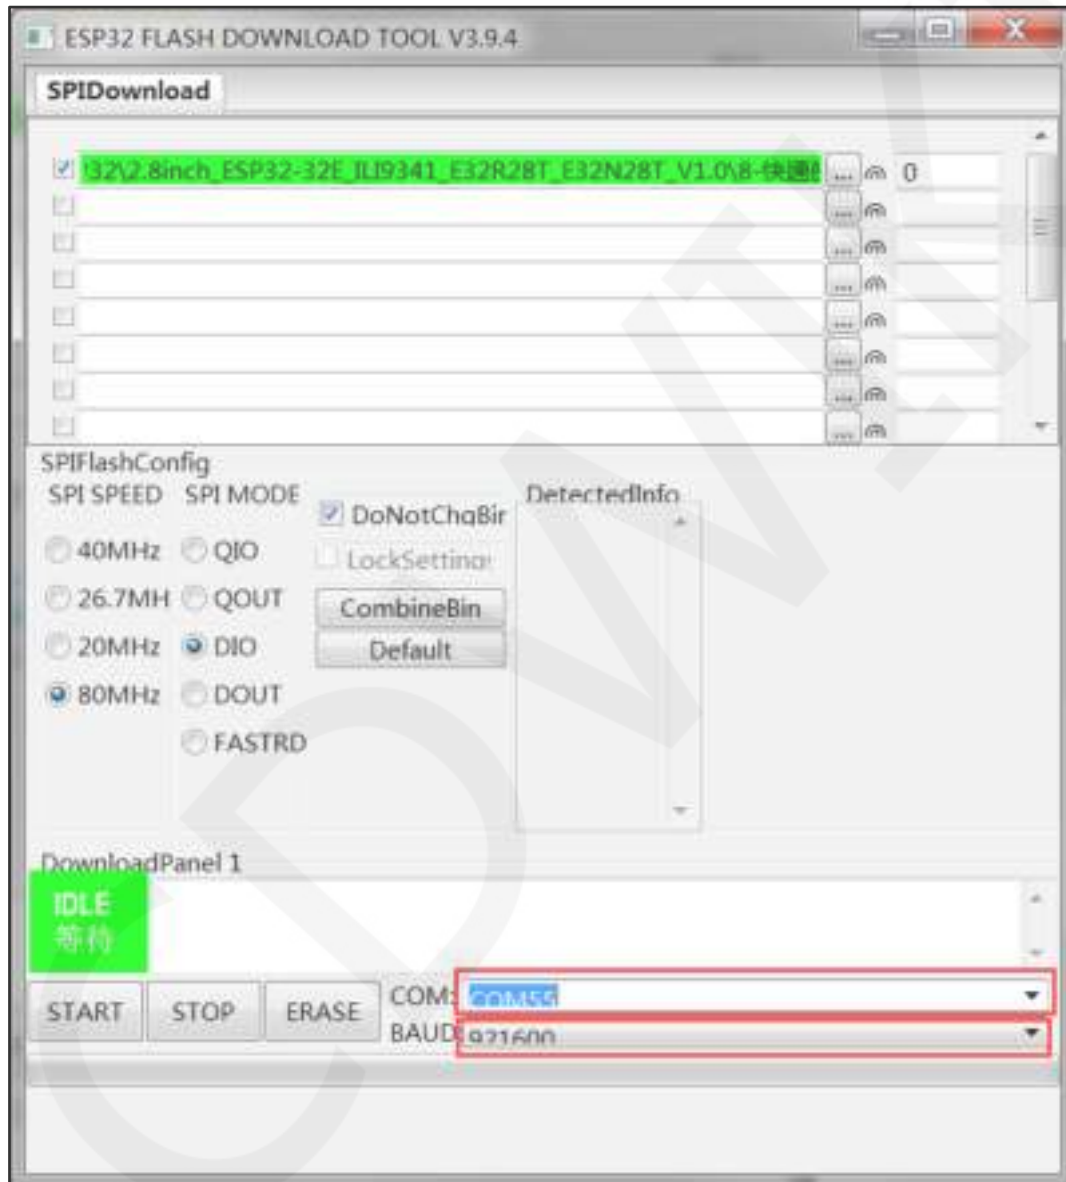 ESP32 FLASH DOWNLOAD TOOL V3.9.4
SPIDownload
32\2.8inch_ESP32-32E_ILI9341_E32R28T_E32N28T_V1.0\8-快速 ... 0
...
...
...
...
...
...
...
SPIFlashConfig
SPI SPEED SPI MODE DetectedInfo
DoNotChgBin
40MHz QIO
LockSettings
26.7MH QOUT
CombineBin
20MHz DIO
Default
80MHz DOUT
FASTRD
DownloadPanel 1
IDLE
等待
START STOP ERASE
COM: COM55
BAUD 921600